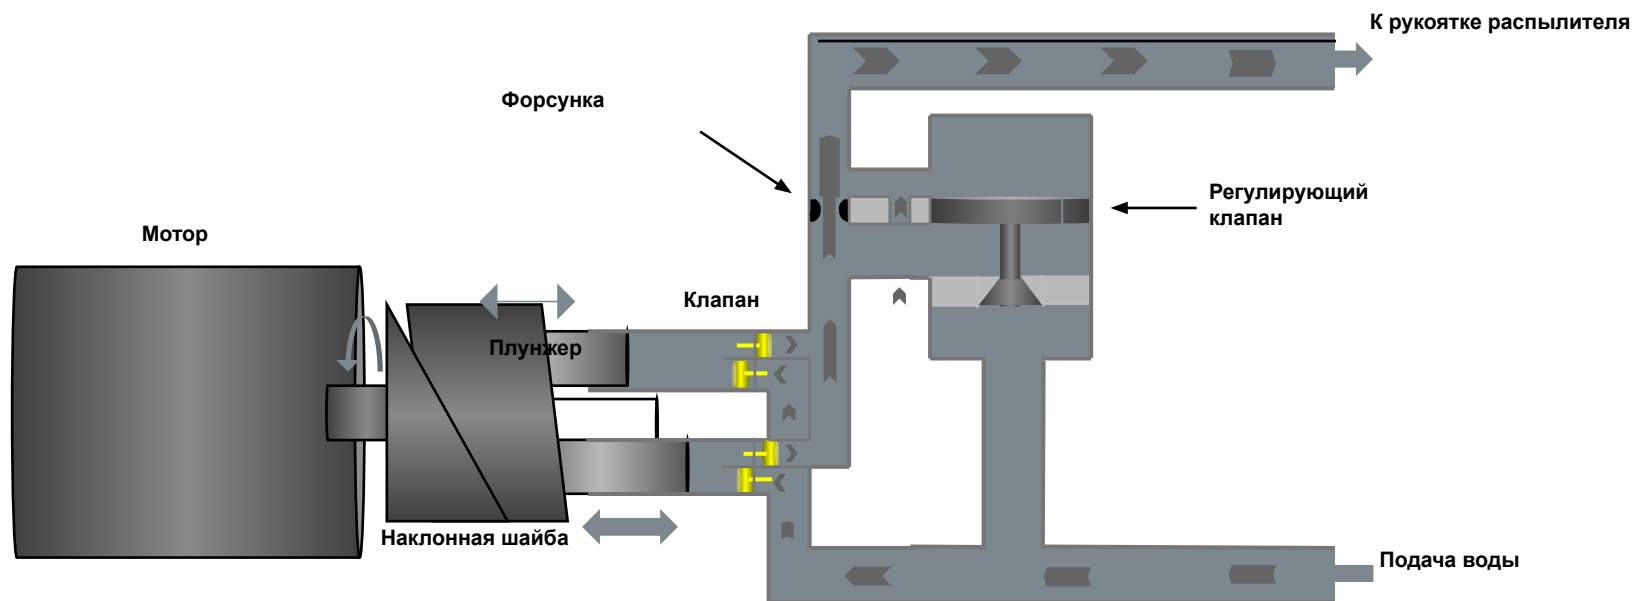 К рукоятке распылителя
Форсунка
Регулирующий
клапан
Мотор
Клапан
Плунжер
Наклонная шайба
Подача воды